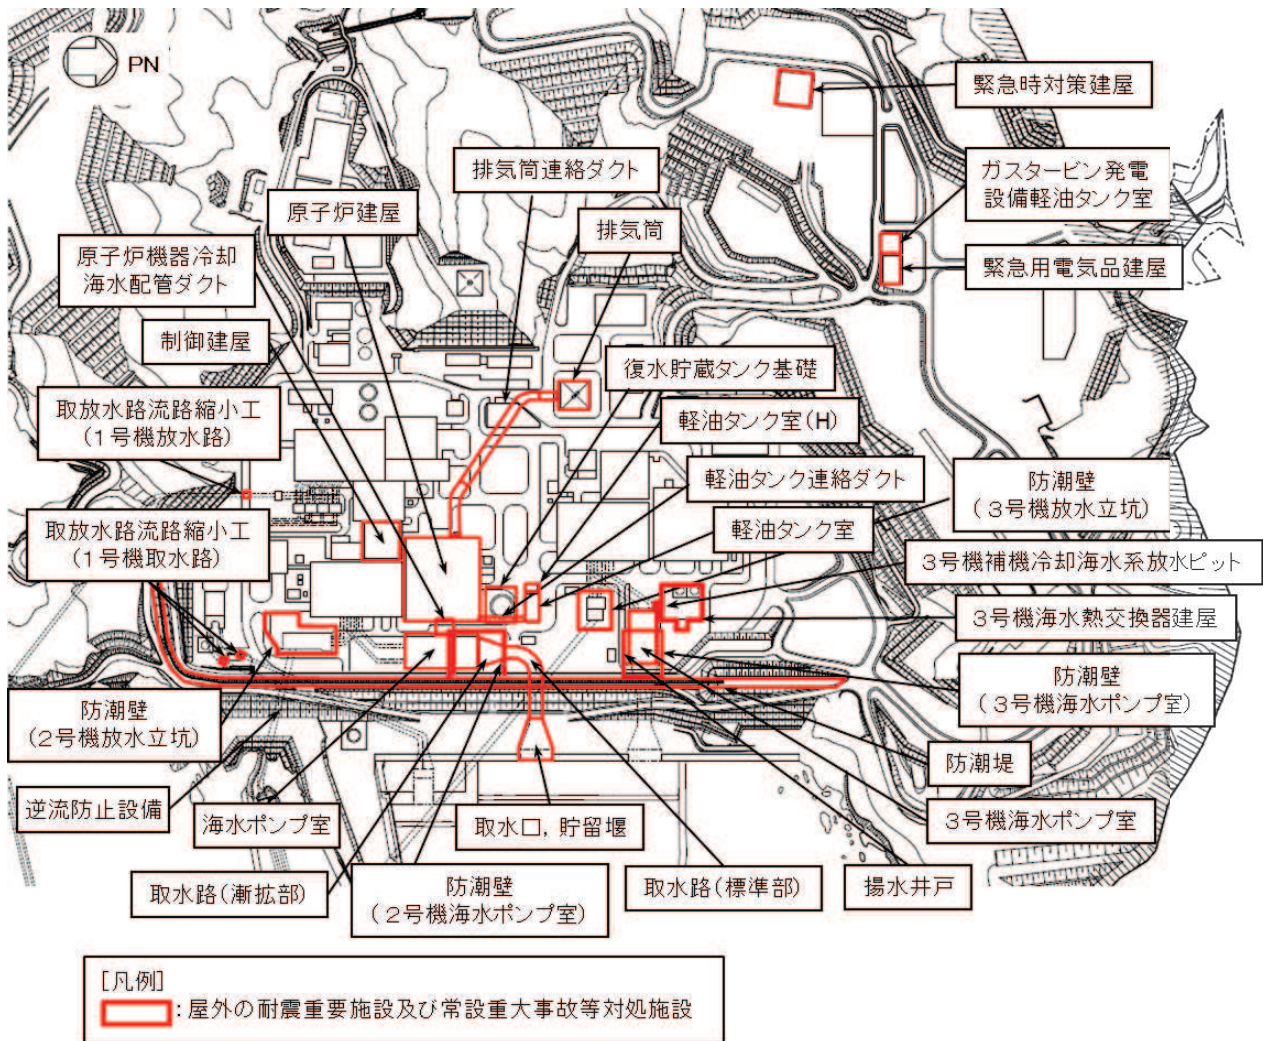 PN
緊急時対策建屋
ガスタービン発電
設備軽油タンク室
緊急用電気品建屋
排気筒連絡ダクト
原子炉建屋
排気筒
原子炉機器冷却
海水配管ダクト
制御建屋
復水貯蔵タンク基礎
取放水路流路縮小工
(1号機放水路)
軽油タンク室(H)
軽油タンク連絡ダクト
防潮壁
(3号機放水立坑)
軽油タンク室
取放水路流路縮小工
(1号機取水路)
3号機補機冷却海水系放水ピット
3号機海水熱交換器建屋
防潮壁
(3号機海水ポンプ室)
防潮壁
(2号機放水立坑)
防潮堤
逆流防止設備
海水ポンプ室
取水口,貯留堰
3号機海水ポンプ室
取水路(漸拡部)
防潮壁
(2号機海水ポンプ室)
取水路(標準部)
揚水井戸
[凡例]
:屋外の耐震重要施設及び常設重大事故等対処施設